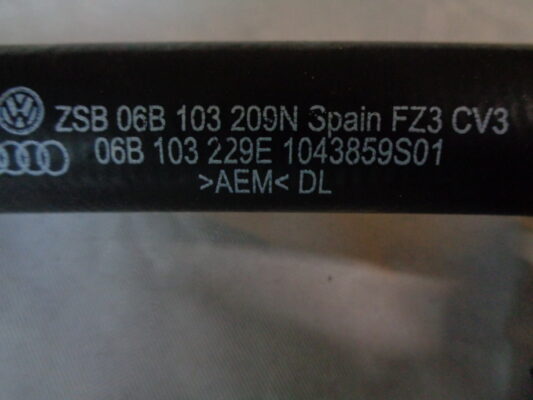 ZSB 06B 103 209N Spain FZ3 CV3
06B 103 229E 1043859S01
>AEM< DL